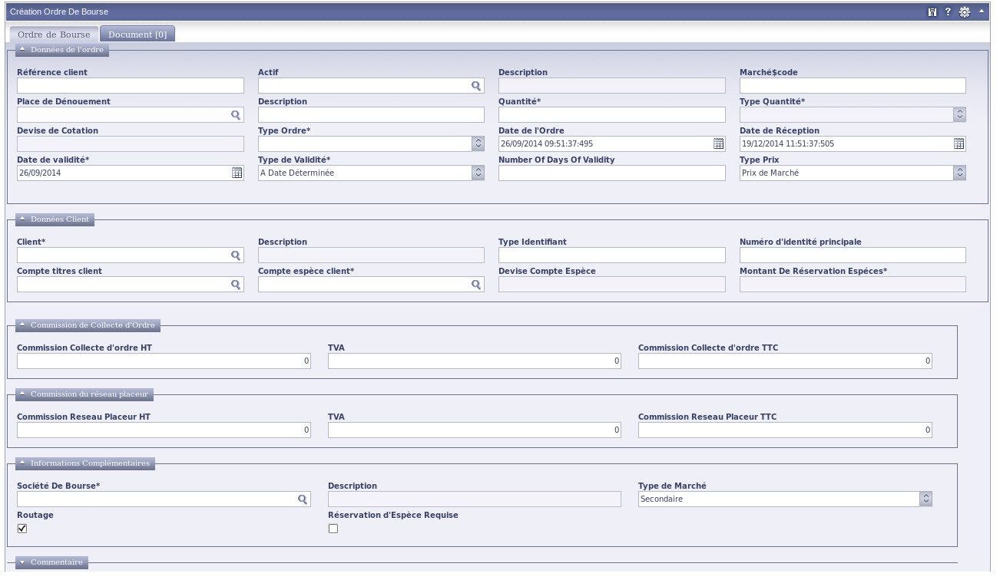 Création Ordre De Bourse ?
Ordre de Bourse Document [0]
Données de l'ordre
Référence client Actif Description Marché$code
Place de Dénouement Description Quantité* Type Quantité*
Devise de Cotation Type Ordre* Date de l'Ordre Date de Réception
26/09/2014 09:51:37:495 19/12/2014 11:51:37:505
Date de validité* Type de Validité* Number Of Days Of Validity Type Prix
26/09/2014 A Date Déterminée Prix de Marché
Données Client
Client* Description Type Identifiant Numéro d'identité principale
Compte titres client Compte espèce client* Devise Compte Espèce Montant De Réservation Espéces*
Commission de Collecte d'Ordre
Commission Collecte d'ordre HT TVA Commission Collecte d'ordre TTC
0 0 0
Commission du réseau placeur
Commission Reseau Placeur HT TVA Commission Reseau Placeur TTC
0 0 0
Informations Complémentaires
Société De Bourse* Description Type de Marché
Secondaire
Routage Réservation d'Espèce Requise
Commentaire